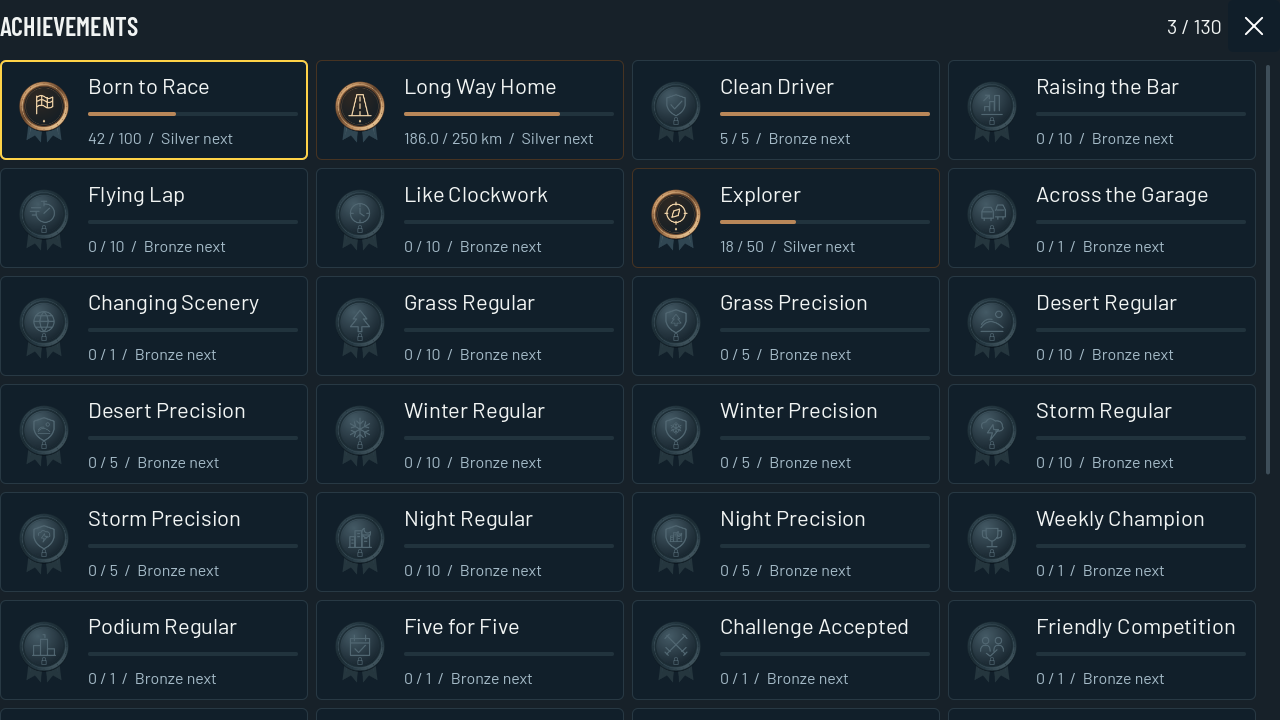 ACHIEVEMENTS
3 / 130
Born to Race
42 / 100 / Silver next
Long Way Home
186.0 / 250 km / Silver next
Clean Driver
5 / 5 / Bronze next
Raising the Bar
0 / 10 / Bronze next
Flying Lap
0 / 10 / Bronze next
Like Clockwork
0 / 10 / Bronze next
Explorer
18 / 50 / Silver next
Across the Garage
0 / 1 / Bronze next
Changing Scenery
0 / 1 / Bronze next
Grass Regular
0 / 10 / Bronze next
Grass Precision
0 / 5 / Bronze next
Desert Regular
0 / 10 / Bronze next
Desert Precision
0 / 5 / Bronze next
Winter Regular
0 / 10 / Bronze next
Winter Precision
0 / 5 / Bronze next
Storm Regular
0 / 10 / Bronze next
Storm Precision
0 / 5 / Bronze next
Night Regular
0 / 10 / Bronze next
Night Precision
0 / 5 / Bronze next
Weekly Champion
0 / 1 / Bronze next
Podium Regular
0 / 1 / Bronze next
Five for Five
0 / 1 / Bronze next
Challenge Accepted
0 / 1 / Bronze next
Friendly Competition
0 / 1 / Bronze next